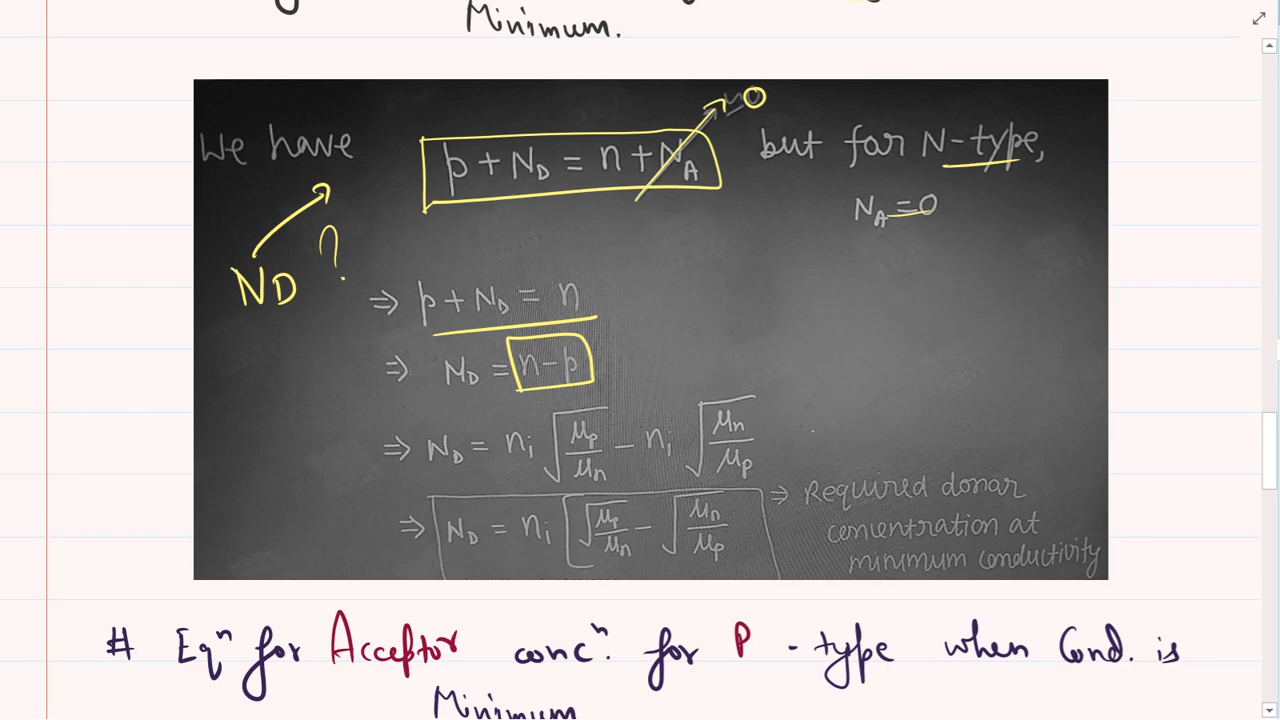 Minimum.
We have p + N_D = n + N_A 0 but for N-type,
N_A = 0
ND ?
⇒ p + N_D = n
⇒ N_D = n - p
⇒ N_D = n_i √(μ_p/μ_n) - n_i √(μ_n/μ_p)
⇒ N_D = n_i [√(μ_p/μ_n) - √(μ_n/μ_p) ⇒ Required donar
concentration at
minimum conductivity
# Eqⁿ for Acceptor concⁿ. for P - type when Cond. is
Minimum